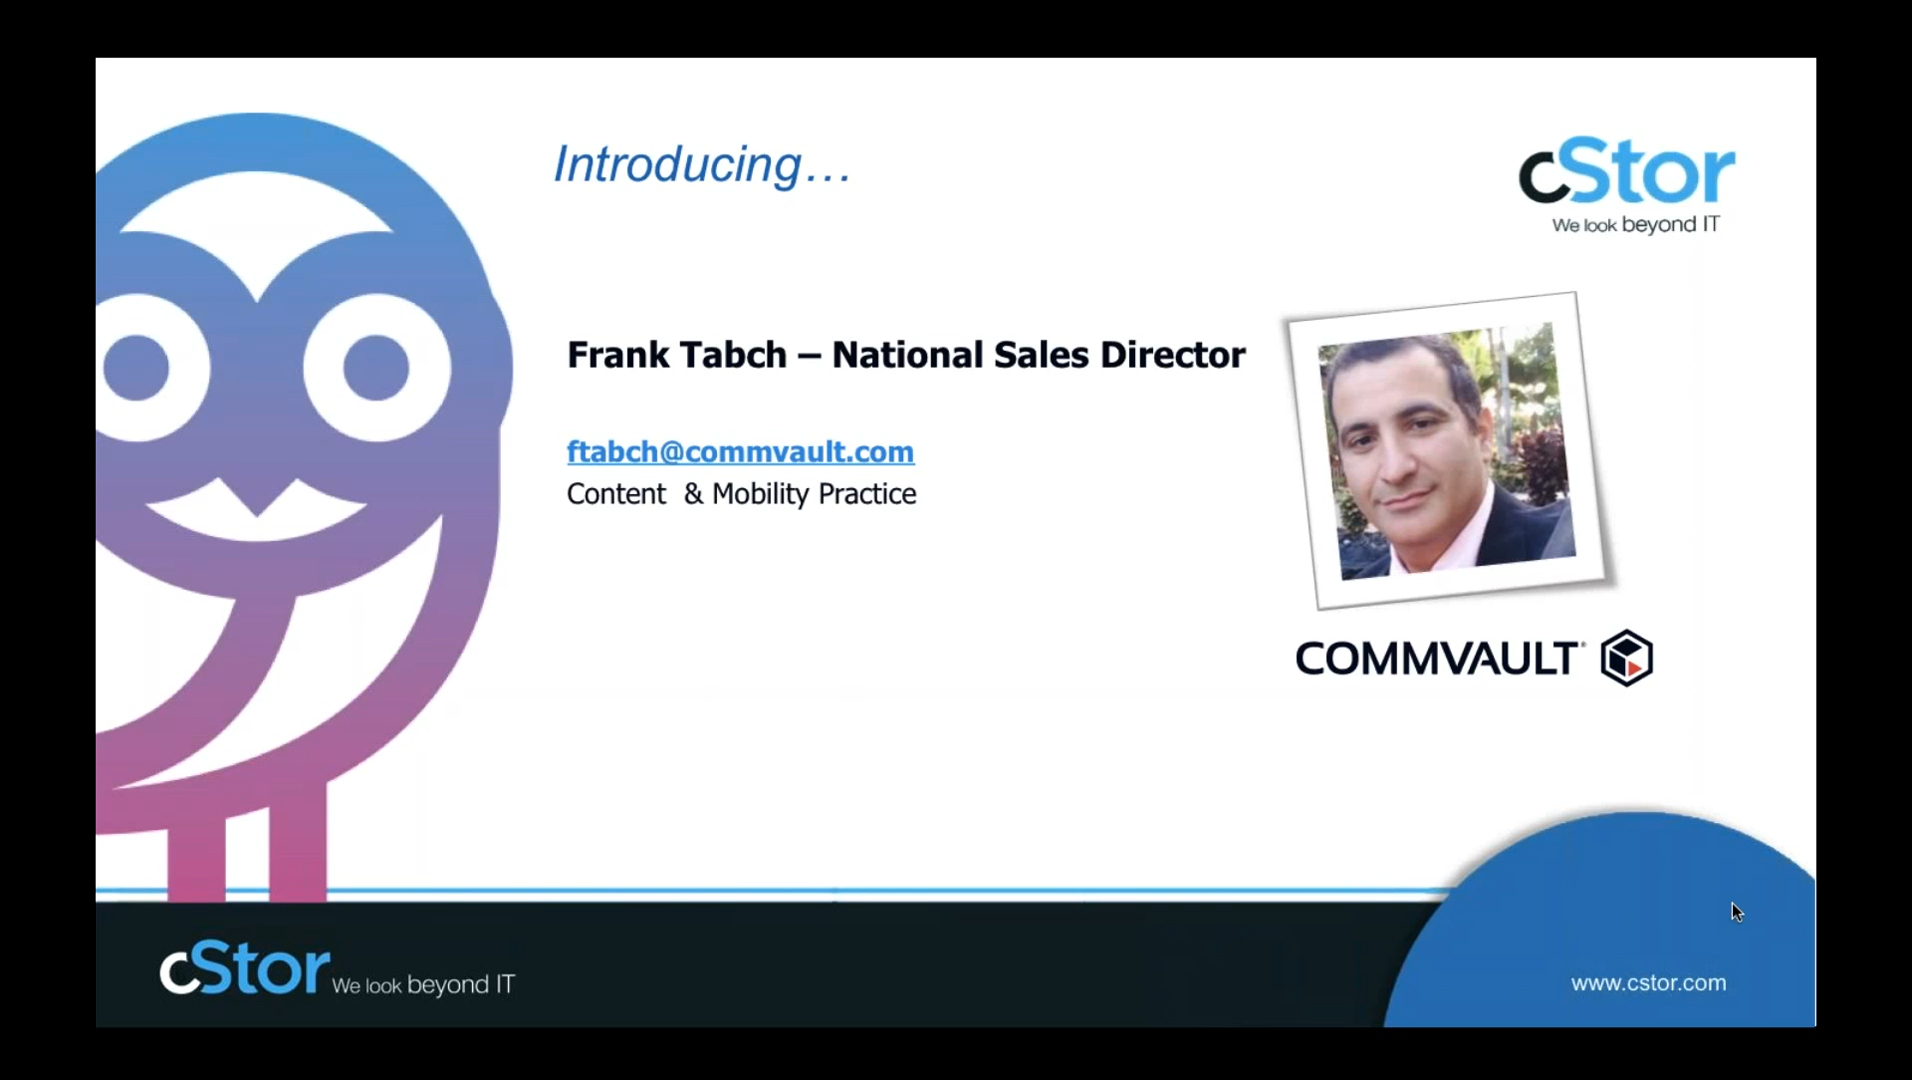 Introducing…
cStor
We look beyond IT
Frank Tabch – National Sales Director
ftabch@commvault.com
Content & Mobility Practice
COMMVAULT®
cStor We look beyond IT
www.cstor.com